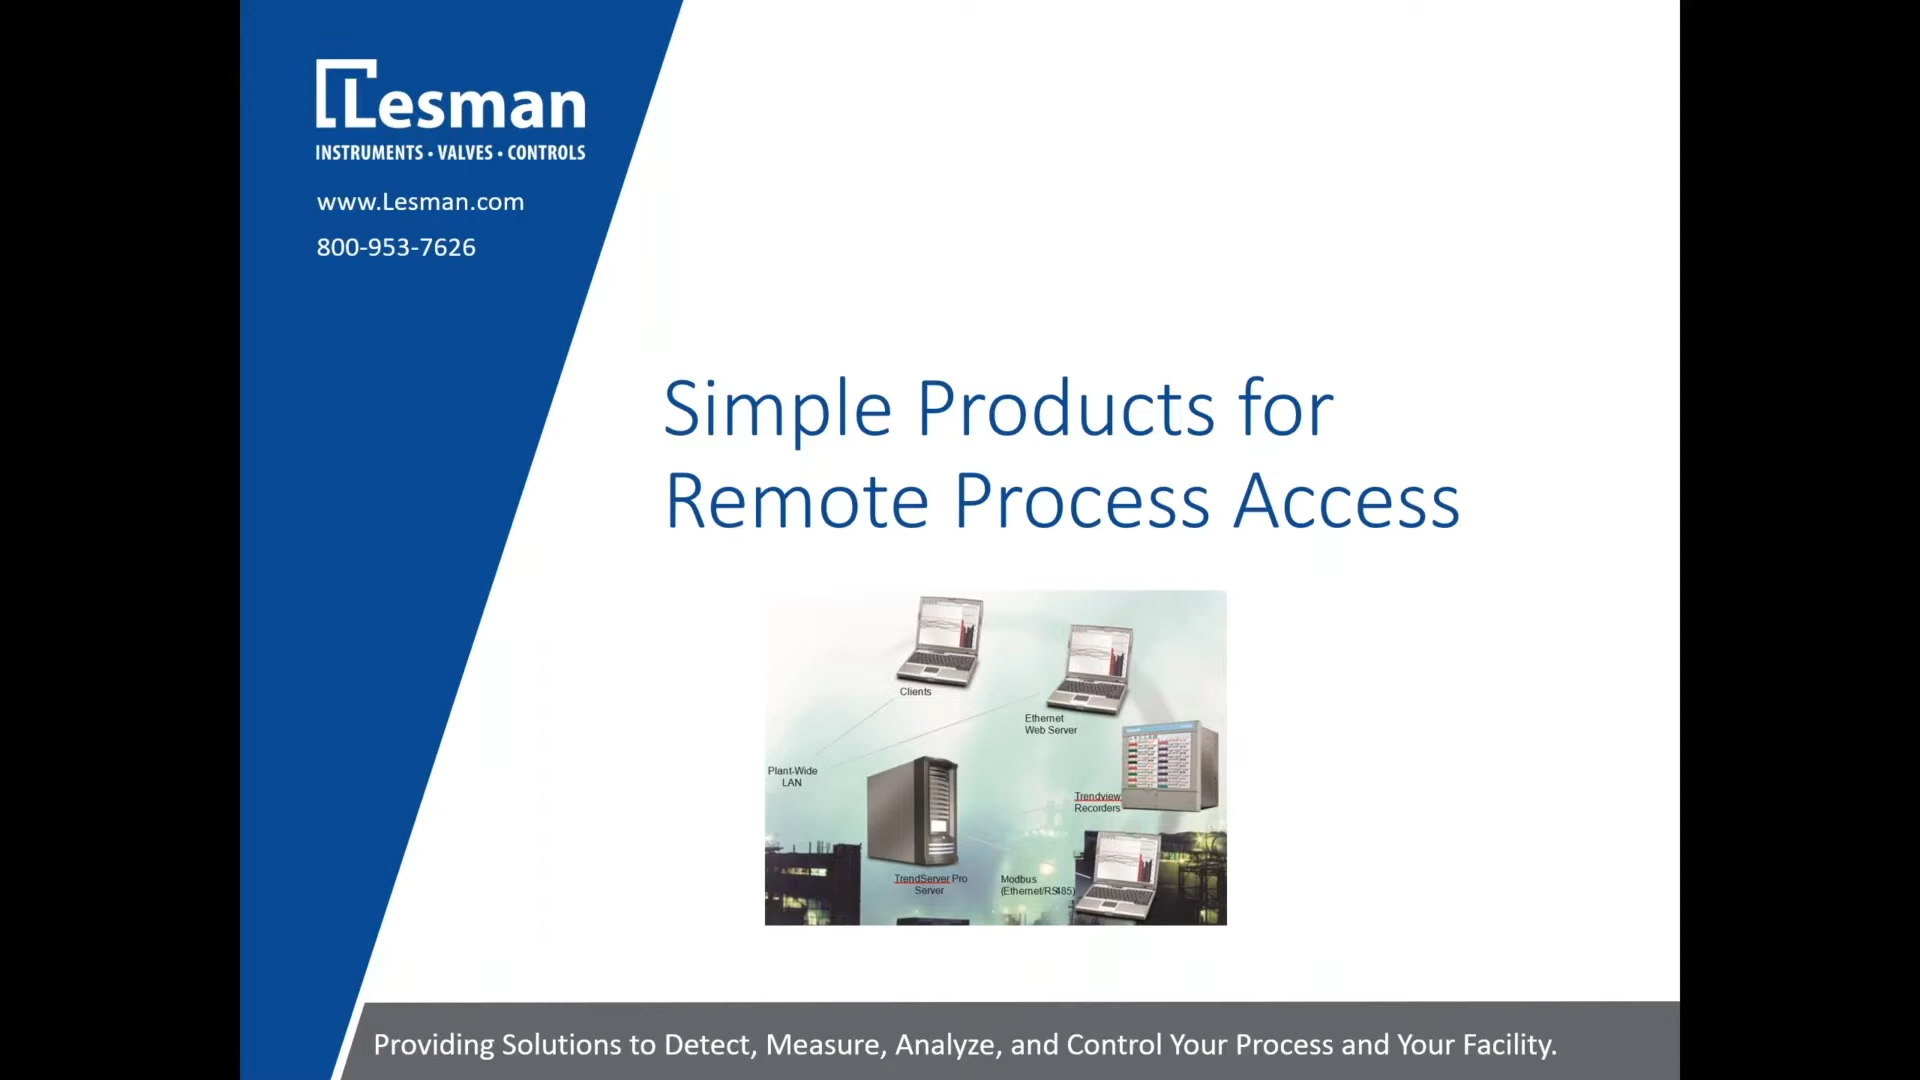 Lesman
INSTRUMENTS • VALVES • CONTROLS
www.Lesman.com
800-953-7626
Simple Products for
Remote Process Access
Clients
Ethernet
Web Server
Plant-Wide
LAN
Trendview
Recorders
TrendServer Pro
Server
Modbus
(Ethernet/RS485)
Providing Solutions to Detect, Measure, Analyze, and Control Your Process and Your Facility.